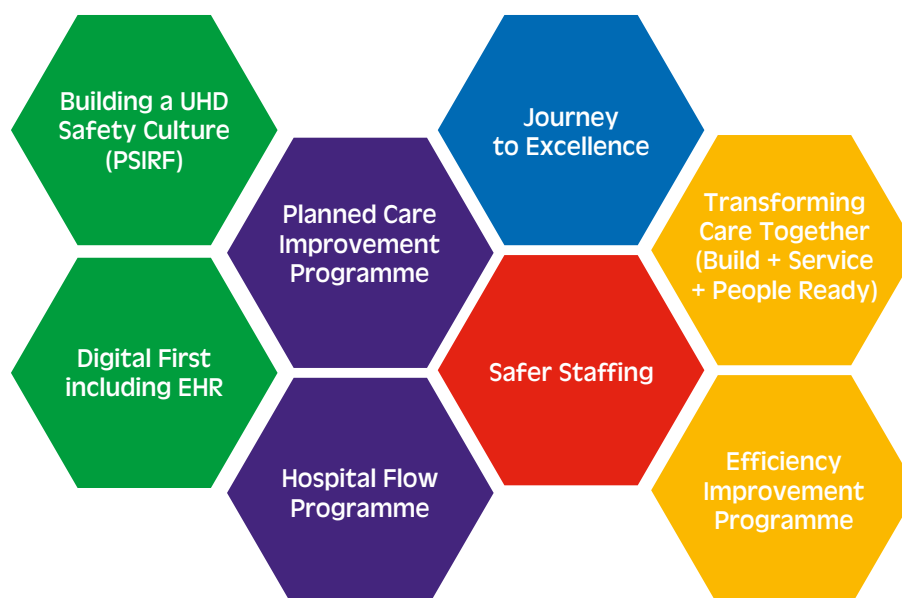 Building a UHD
Safety Culture
(PSIRF)
Journey
to Excellence
Planned Care
Improvement
Programme
Transforming
Care Together
(Build + Service
+ People Ready)
Digital First
including EHR
Safer Staffing
Hospital Flow
Programme
Efficiency
Improvement
Programme